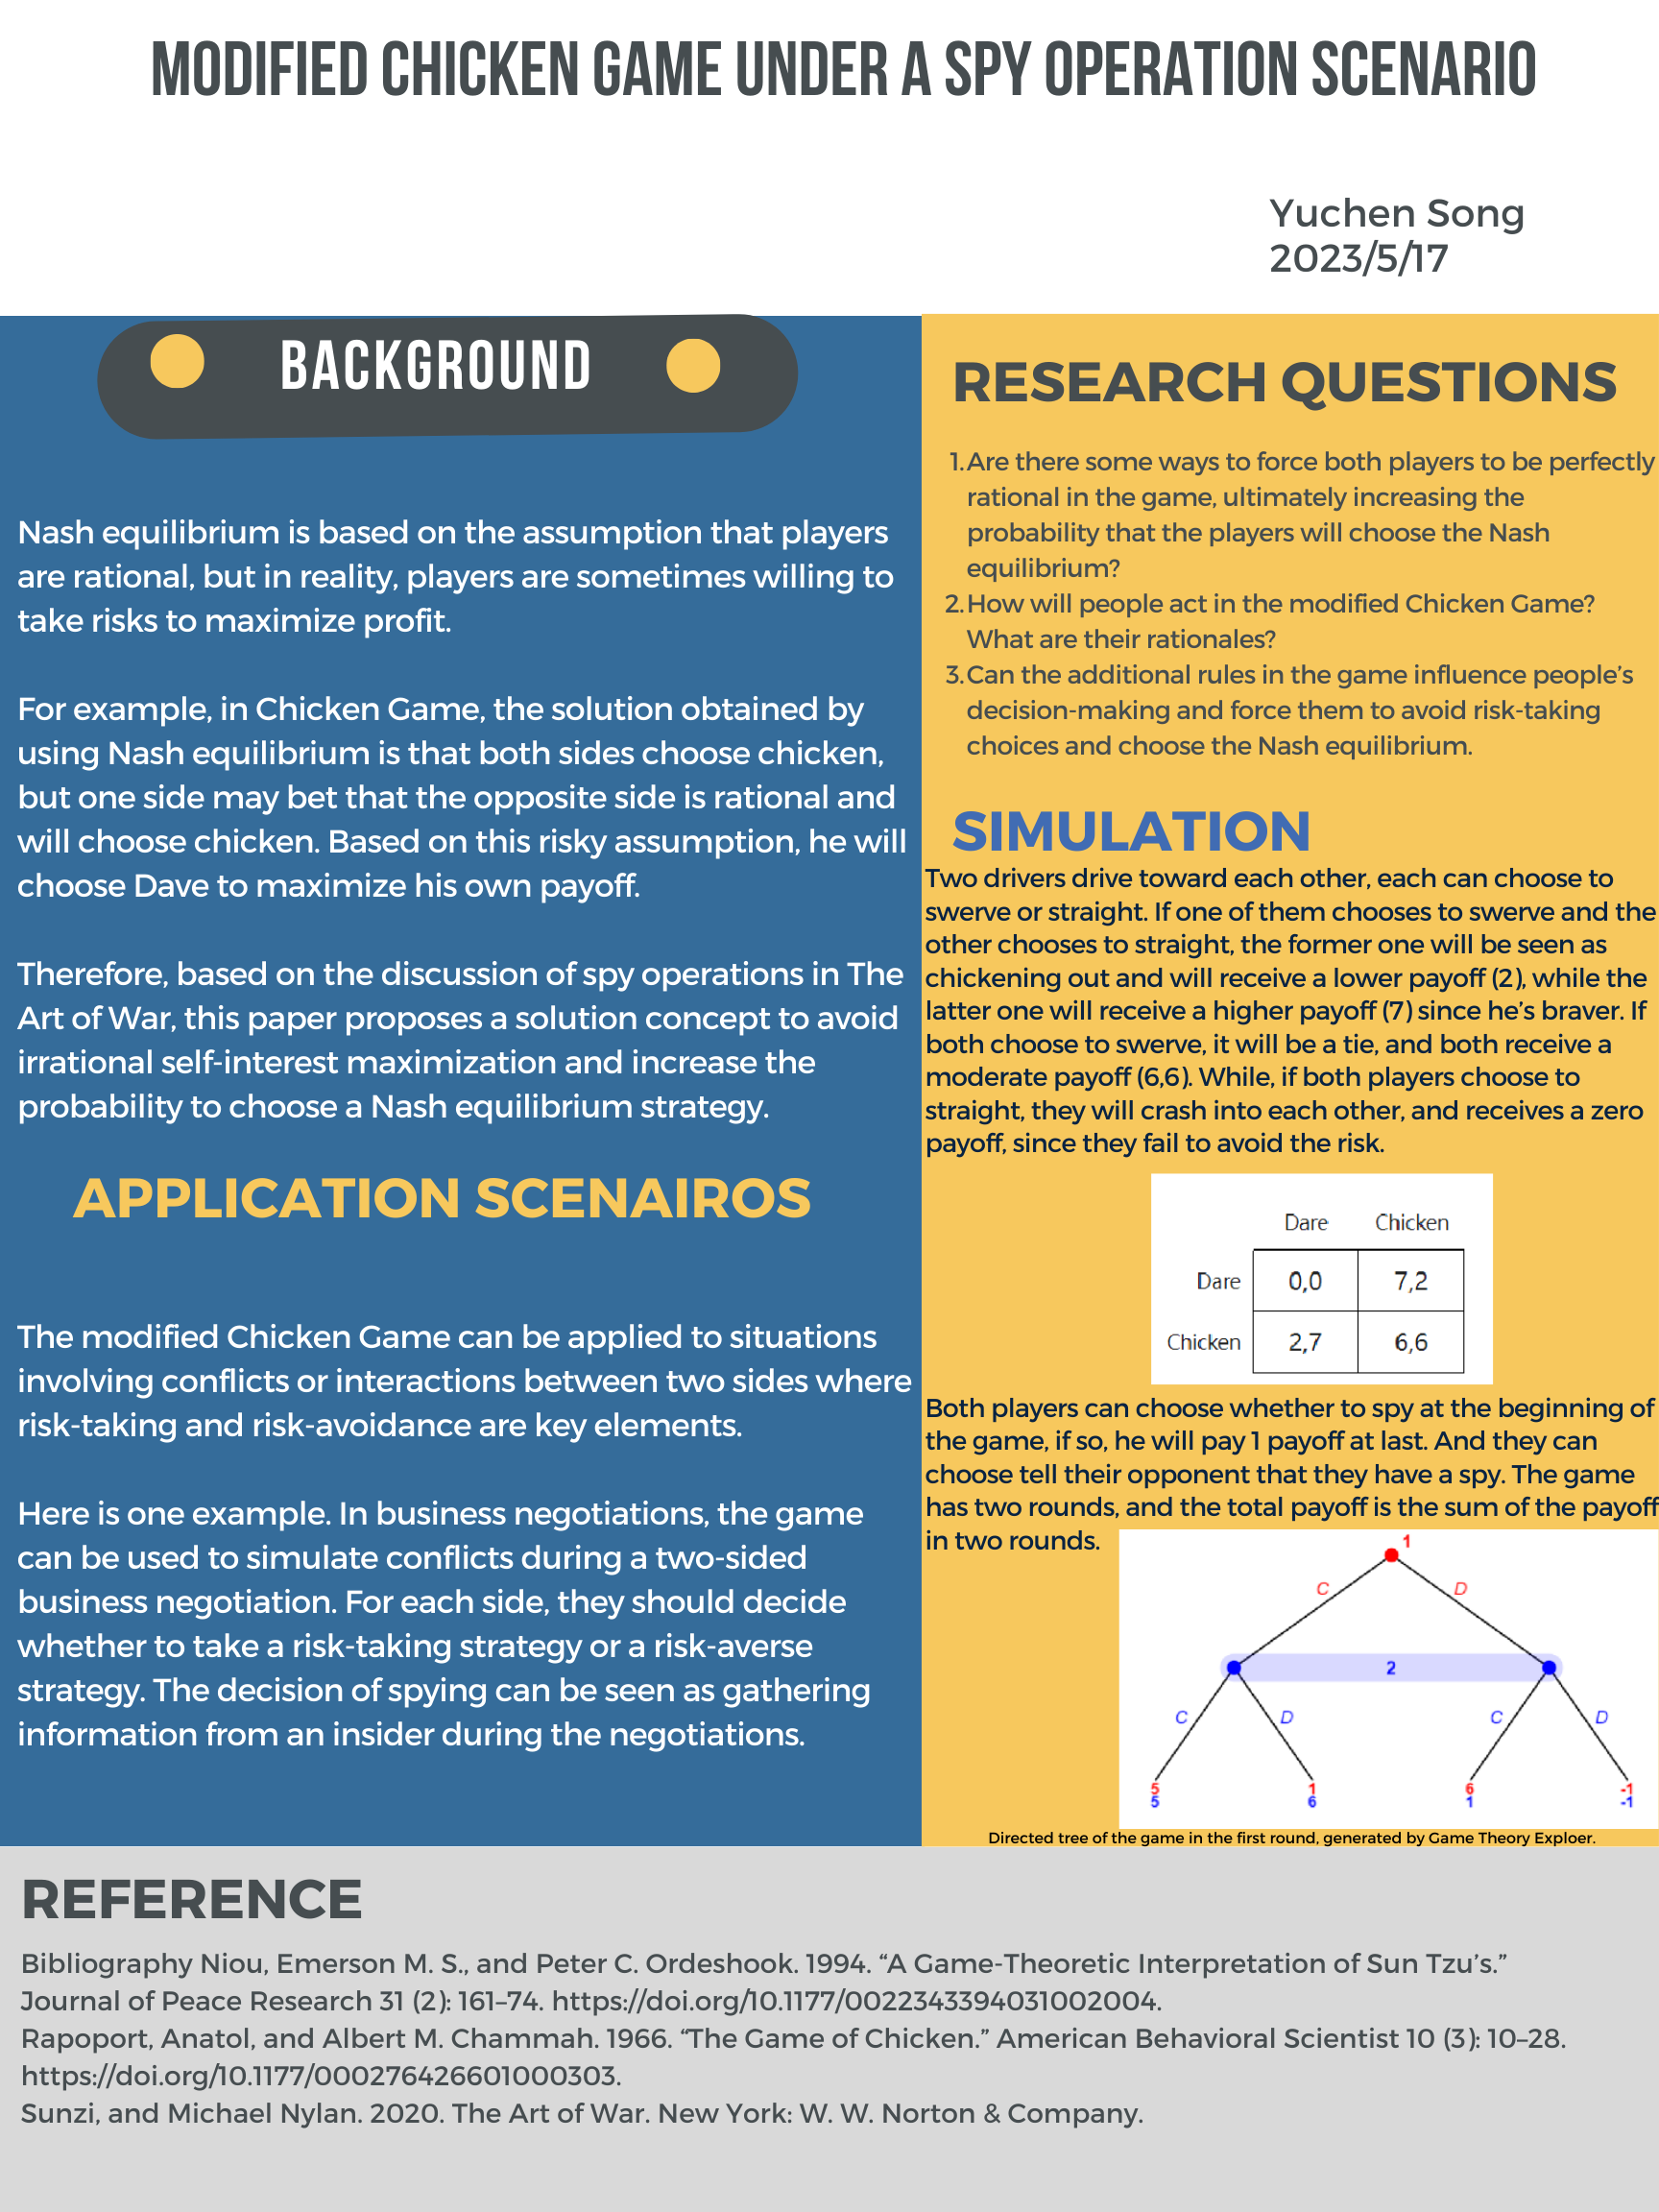 MODIFIED CHICKEN GAME UNDER A SPY OPERATION SCENARIO
Yuchen Song
2023/5/17
BACKGROUND
Nash equilibrium is based on the assumption that players
are rational, but in reality, players are sometimes willing to
take risks to maximize profit.
For example, in Chicken Game, the solution obtained by
using Nash equilibrium is that both sides choose chicken,
but one side may bet that the opposite side is rational and
will choose chicken. Based on this risky assumption, he will
choose Dave to maximize his own payoff.
Therefore, based on the discussion of spy operations in The
Art of War, this paper proposes a solution concept to avoid
irrational self-interest maximization and increase the
probability to choose a Nash equilibrium strategy.
APPLICATION SCENAIROS
The modified Chicken Game can be applied to situations
involving conflicts or interactions between two sides where
risk-taking and risk-avoidance are key elements.
Here is one example. In business negotiations, the game
can be used to simulate conflicts during a two-sided
business negotiation. For each side, they should decide
whether to take a risk-taking strategy or a risk-averse
strategy. The decision of spying can be seen as gathering
information from an insider during the negotiations.
RESEARCH QUESTIONS
1. Are there some ways to force both players to be perfectly
rational in the game, ultimately increasing the
probability that the players will choose the Nash
equilibrium?
2. How will people act in the modified Chicken Game?
What are their rationales?
3. Can the additional rules in the game influence people's
decision-making and force them to avoid risk-taking
choices and choose the Nash equilibrium.
SIMULATION
Two drivers drive toward each other, each can choose to
swerve or straight. If one of them chooses to swerve and the
other chooses to straight, the former one will be seen as
chickening out and will receive a lower payoff (2), while the
latter one will receive a higher payoff (7) since he's braver. If
both choose to swerve, it will be a tie, and both receive a
moderate payoff (6,6). While, if both players choose to
straight, they will crash into each other, and receives a zero
payoff, since they fail to avoid the risk.
Dare Chicken
Dare 0,0 7,2
Chicken 2,7 6,6
Both players can choose whether to spy at the beginning of
the game, if so, he will pay 1 payoff at last. And they can
choose tell their opponent that they have a spy. The game
has two rounds, and the total payoff is the sum of the payoff
in two rounds.
1
C D
2
C D C D
5 1 6 -1
5 6 1 -1
Directed tree of the game in the first round, generated by Game Theory Exploer.
REFERENCE
Bibliography Niou, Emerson M. S., and Peter C. Ordeshook. 1994. “A Game-Theoretic Interpretation of Sun Tzu’s.”
Journal of Peace Research 31 (2): 161–74. https://doi.org/10.1177/0022343394031002004.
Rapoport, Anatol, and Albert M. Chammah. 1966. “The Game of Chicken.” American Behavioral Scientist 10 (3): 10–28.
https://doi.org/10.1177/000276426601000303.
Sunzi, and Michael Nylan. 2020. The Art of War. New York: W. W. Norton & Company.